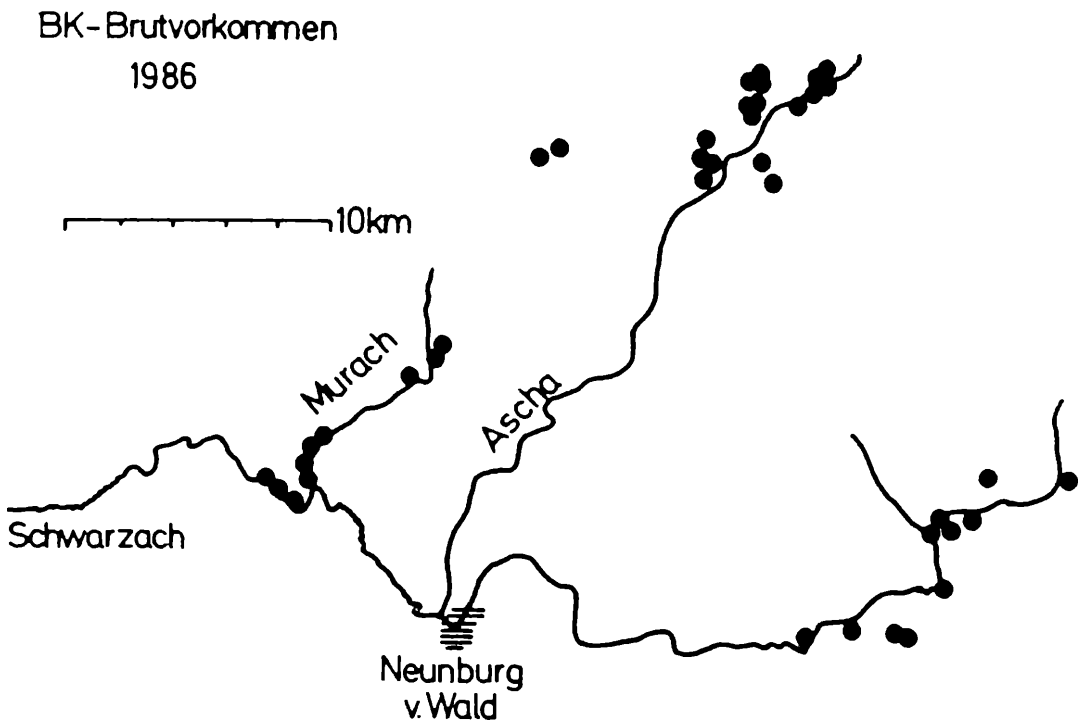 BK-Brutvorkommen
1986
10km
Murach
Ascha
Schwarzach
Neunburg
v. Wald